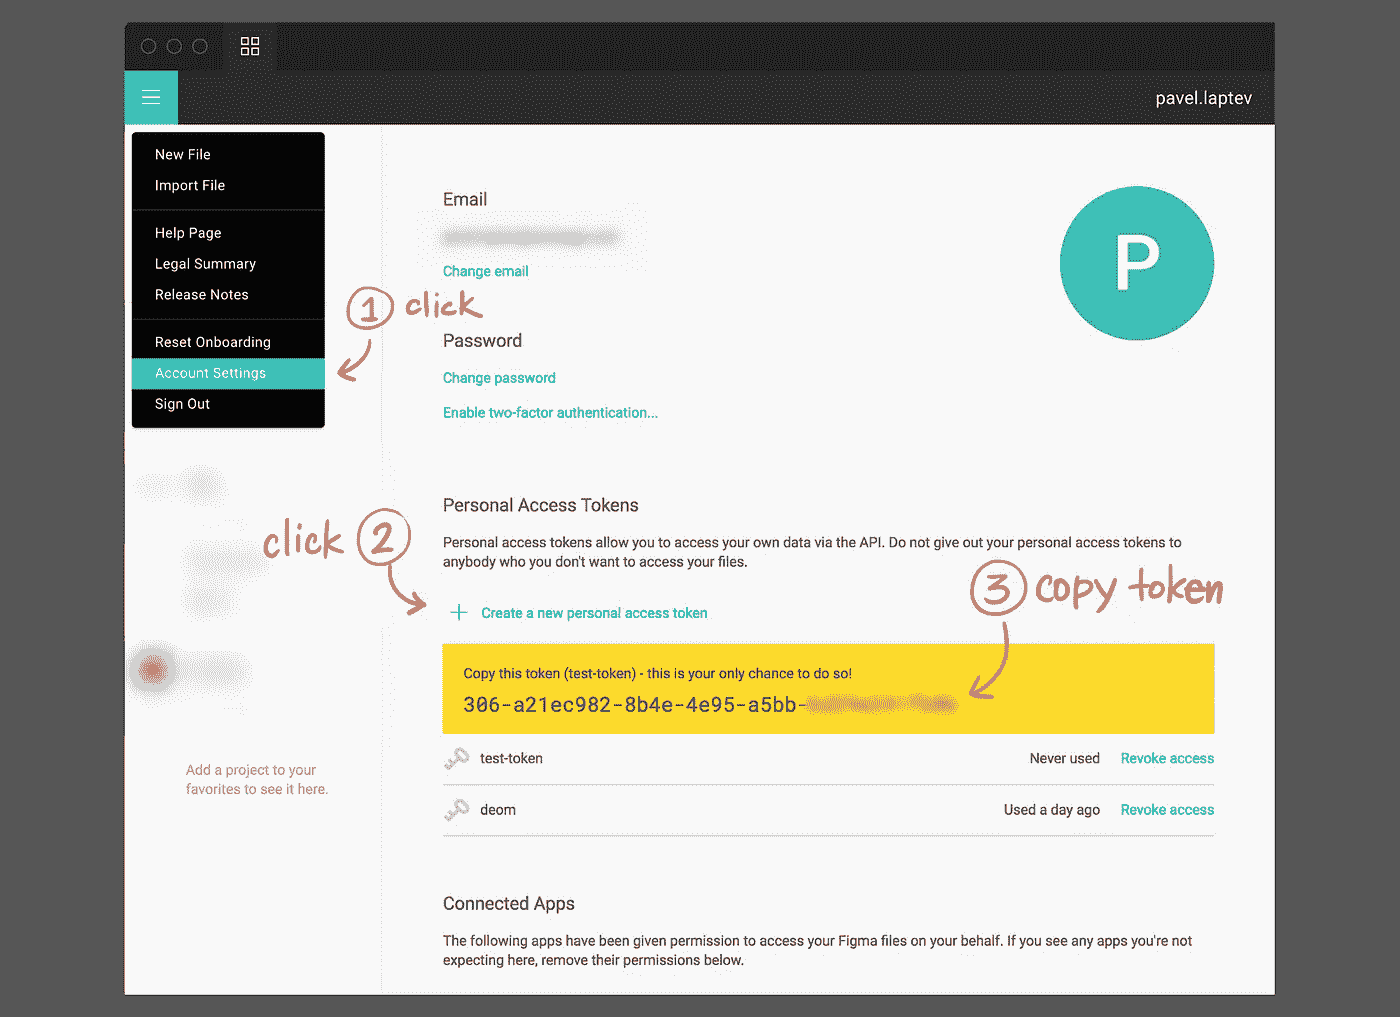 pavel.laptev
New File
Import File
Help Page
Legal Summary
Release Notes
Reset Onboarding
Account Settings
Sign Out
1 click
Email
Change email
Password
Change password
Enable two-factor authentication...
P
Personal Access Tokens
Personal access tokens allow you to access your own data via the API. Do not give out your personal access tokens to
anybody who you don't want to access your files.
click 2
Create a new personal access token
3 copy token
Copy this token (test-token) - this is your only chance to do so!
306-a21ec982-8b4e-4e95-a5bb-
test-token Never used Revoke access
deom Used a day ago Revoke access
Add a project to your
favorites to see it here.
Connected Apps
The following apps have been given permission to access your Figma files on your behalf. If you see any apps you're not
expecting here, remove their permissions below.